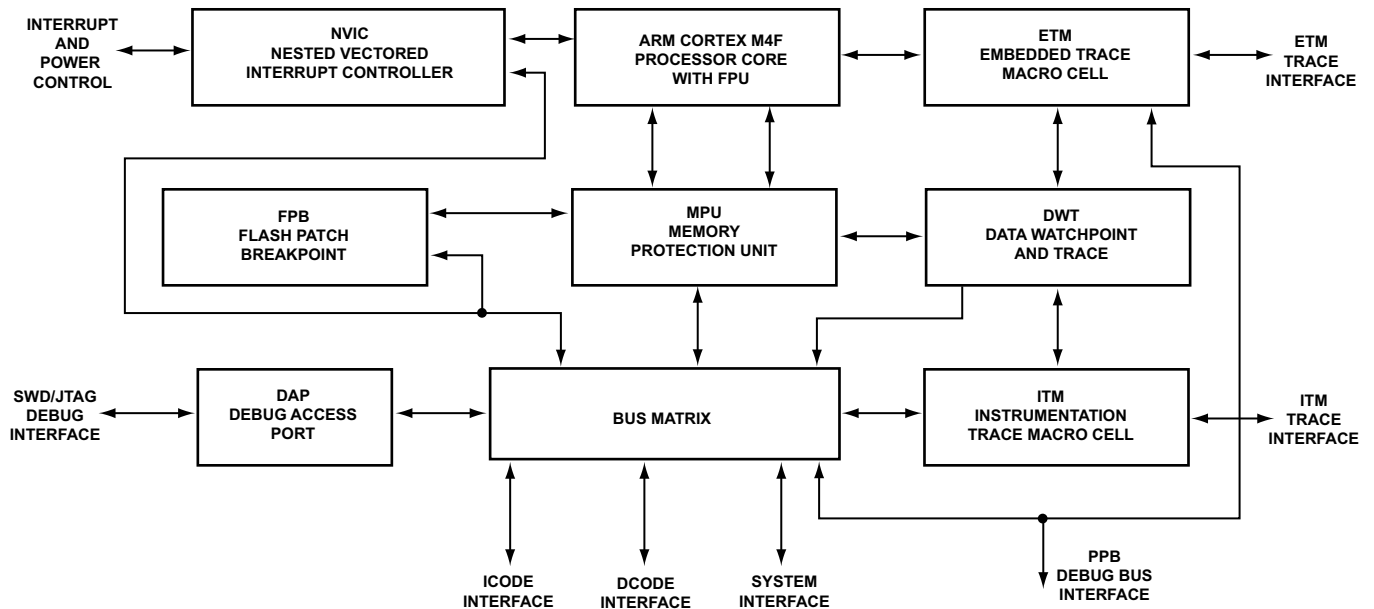 INTERRUPT
AND
POWER
CONTROL
NVIC
NESTED VECTORED
INTERRUPT CONTROLLER
ARM CORTEX M4F
PROCESSOR CORE
WITH FPU
ETM
EMBEDDED TRACE
MACRO CELL
ETM
TRACE
INTERFACE
FPB
FLASH PATCH
BREAKPOINT
MPU
MEMORY
PROTECTION UNIT
DWT
DATA WATCHPOINT
AND TRACE
SWD/JTAG
DEBUG
INTERFACE
DAP
DEBUG ACCESS
PORT
BUS MATRIX
ITM
INSTRUMENTATION
TRACE MACRO CELL
ITM
TRACE
INTERFACE
ICODE
INTERFACE
DCODE
INTERFACE
SYSTEM
INTERFACE
PPB
DEBUG BUS
INTERFACE